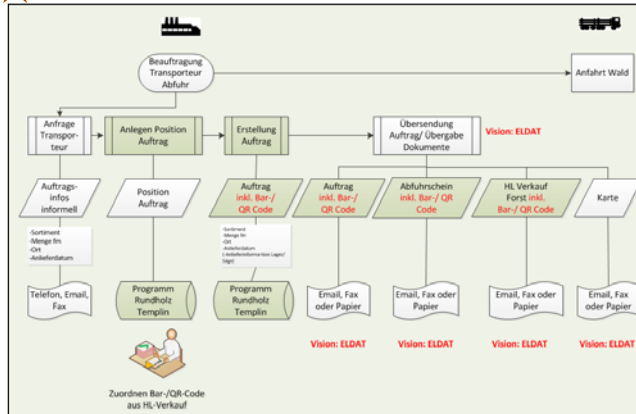 Beauftragung
Transporteur
Abfuhr
Anfahrt Wald
Anfrage
Transpor-
teur
Anlegen Position
Auftrag
Erstellung
Auftrag
Übersendung
Auftrag/ Übergabe
Dokumente
Vision: ELDAT
Auftrags-
infos
informell
Position
Auftrag
Auftrag
inkl. Bar-/
QR Code
Auftrag
inkl. Bar-/
QR Code
Abfuhrschein
inkl. Bar-/ QR
Code
HL Verkauf
Forst inkl.
Bar-/ QR Code
Karte
-Sortiment
-Menge fm
-Ort
-Anlieferdatum
-Sortiment
-Menge fm
-Ort
-Anlieferdatum
Säge)
Telefon, Email,
Fax
Programm
Rundholz
Templin
Programm
Rundholz
Templin
Email, Fax
oder Papier
Email, Fax oder
Papier
Email, Fax oder
Papier
Email, Fax
oder Papier
Vision: ELDAT
Vision: ELDAT
Vision: ELDAT
Vision: ELDAT
Zuordnen Bar-/QR-Code
aus HL-Verkauf